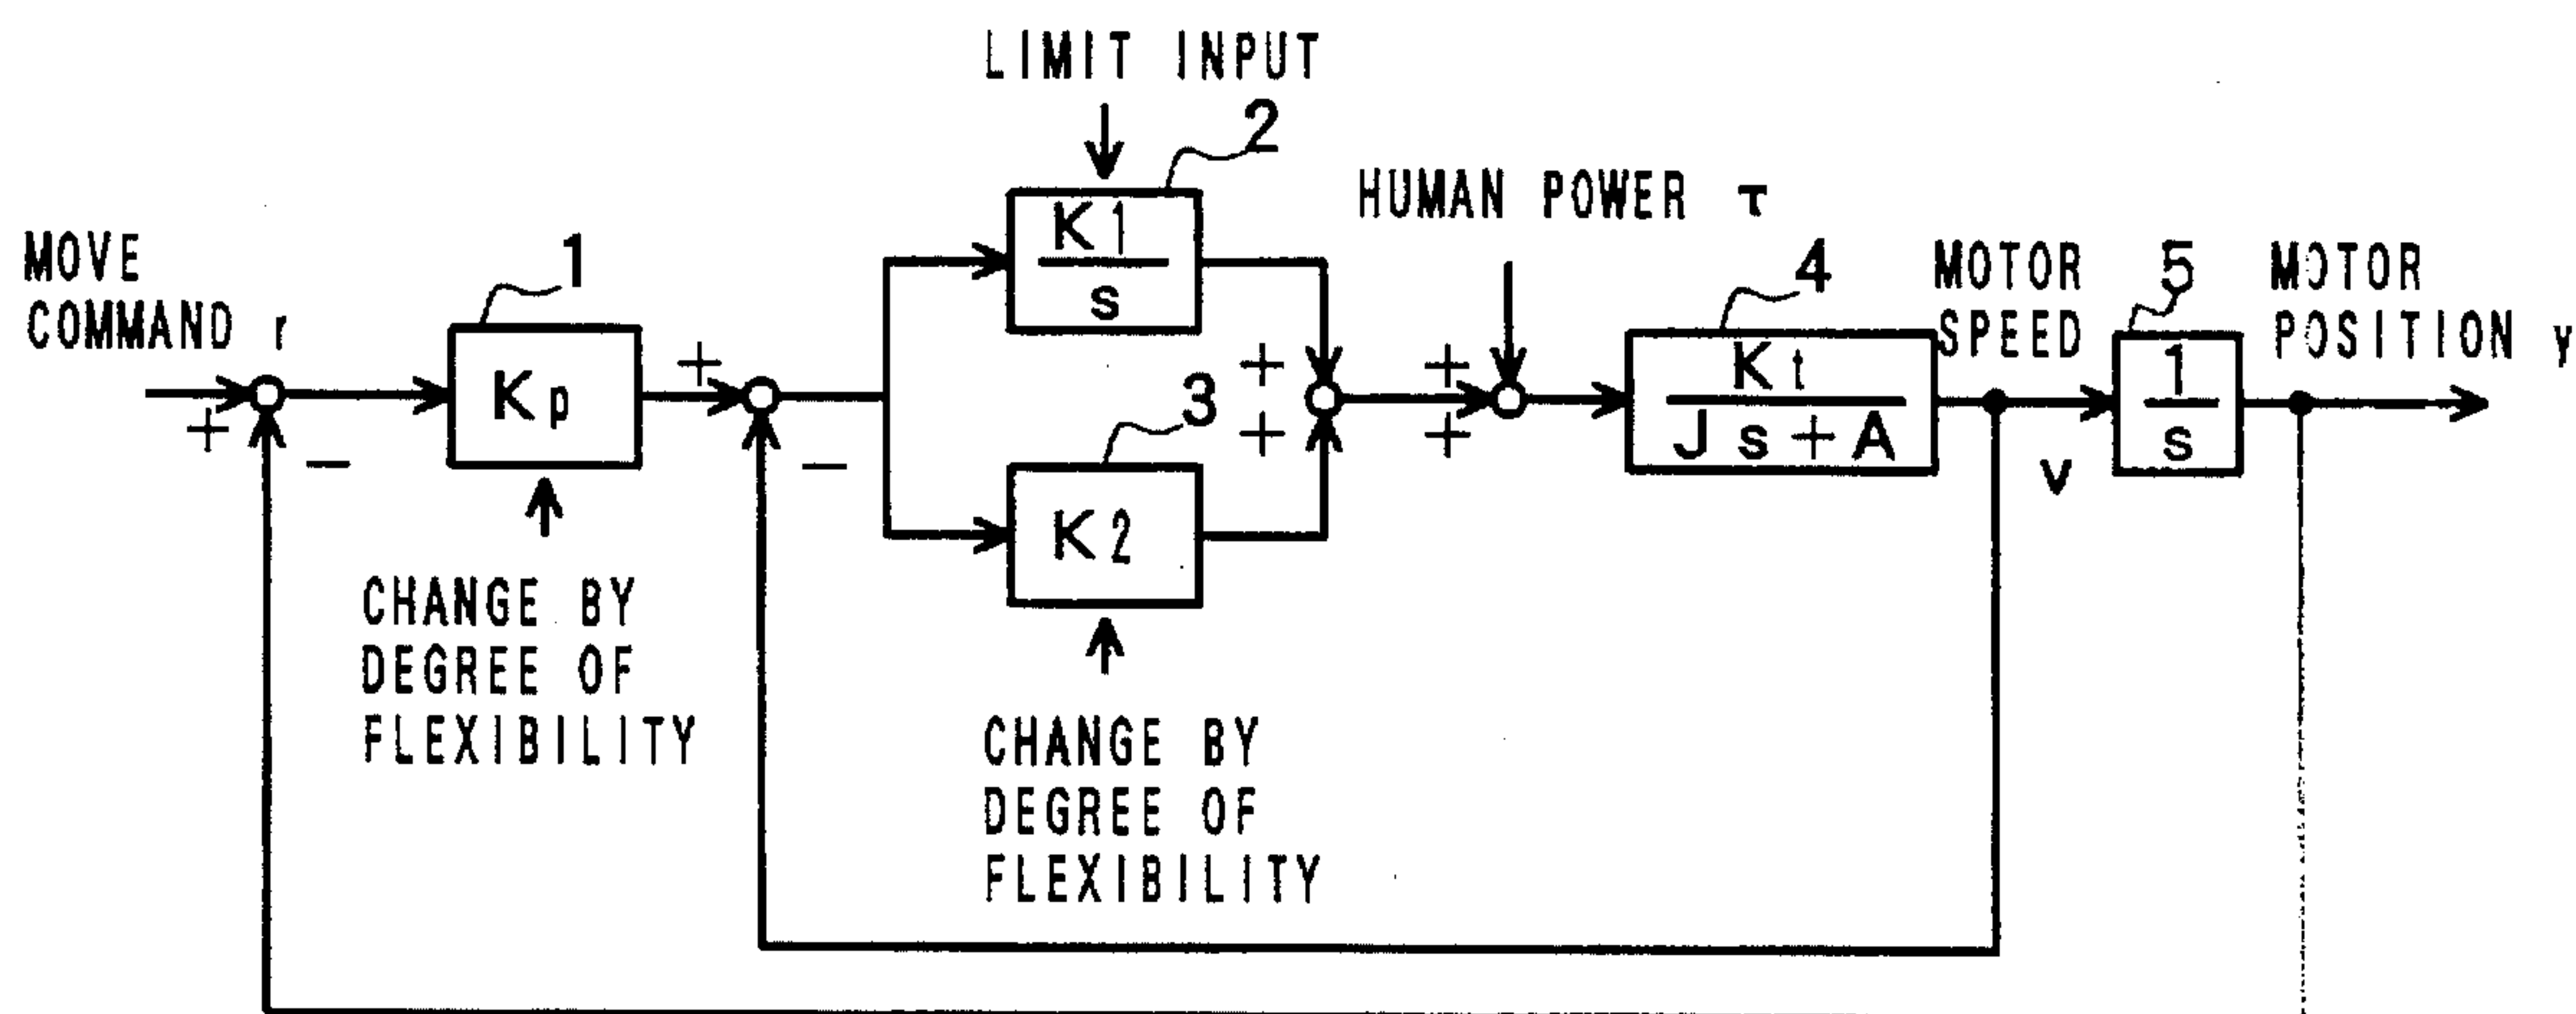 LIMIT INPUT
2
K1
s
HUMAN POWER τ
MOVE
COMMAND r
1
4
MOTOR
SPEED
5
MOTOR
POSITION y
+
−
Kp
+
−
3
+
+
+
+
Kt
Js+A
v
1
s
K2
CHANGE BY
DEGREE OF
FLEXIBILITY
CHANGE BY
DEGREE OF
FLEXIBILITY